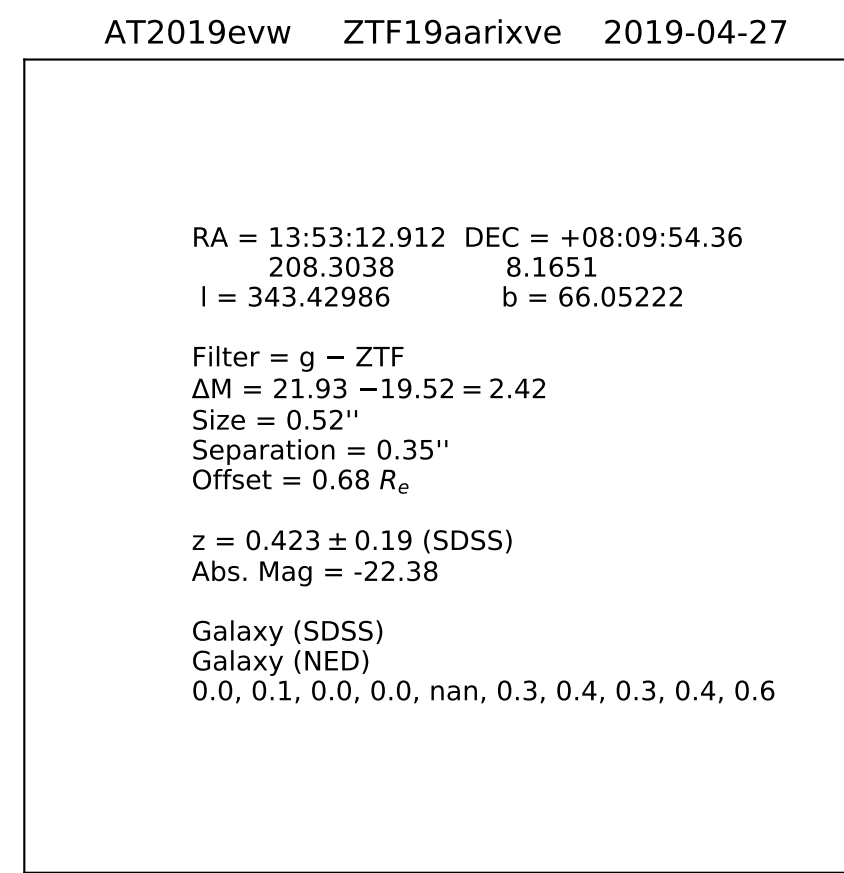 AT2019evw ZTF19aarixve 2019-04-27
RA = 13:53:12.912 DEC = +08:09:54.36
208.3038 8.1651
l = 343.42986 b = 66.05222
Filter = g − ZTF
ΔM = 21.93 −19.52 = 2.42
Size = 0.52''
Separation = 0.35''
Offset = 0.68 Re
z = 0.423 ± 0.19 (SDSS)
Abs. Mag = -22.38
Galaxy (SDSS)
Galaxy (NED)
0.0, 0.1, 0.0, 0.0, nan, 0.3, 0.4, 0.3, 0.4, 0.6